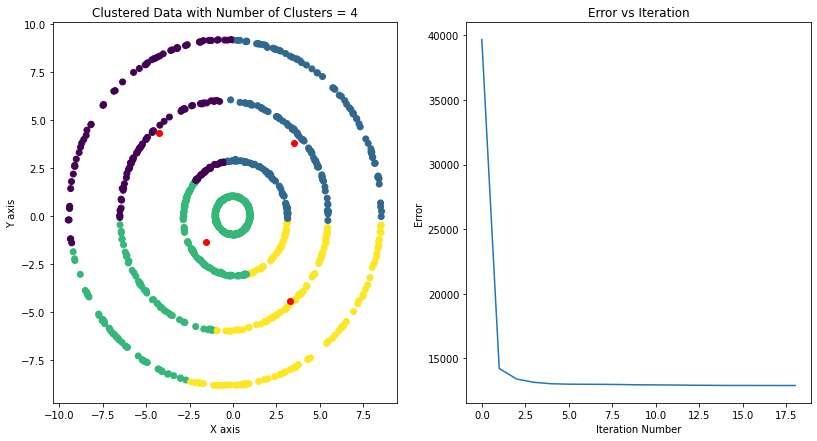 Clustered Data with Number of Clusters = 4
10.0
7.5
5.0
2.5
0.0
−2.5
−5.0
−7.5
Y axis
−10.0 −7.5 −5.0 −2.5 0.0 2.5 5.0 7.5
X axis
Error vs Iteration
40000
35000
30000
25000
20000
15000
Error
0.0 2.5 5.0 7.5 10.0 12.5 15.0 17.5
Iteration Number